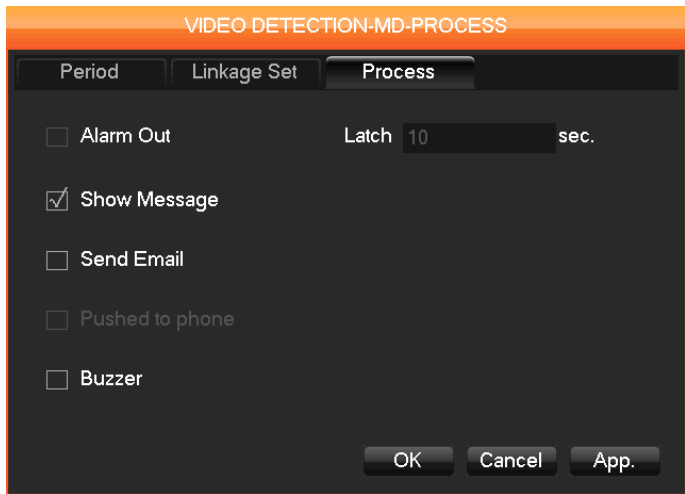 VIDEO DETECTION-MD-PROCESS
Period Linkage Set Process
Alarm Out Latch 10 sec.
Show Message
Send Email
Pushed to phone
Buzzer
OK Cancel App.